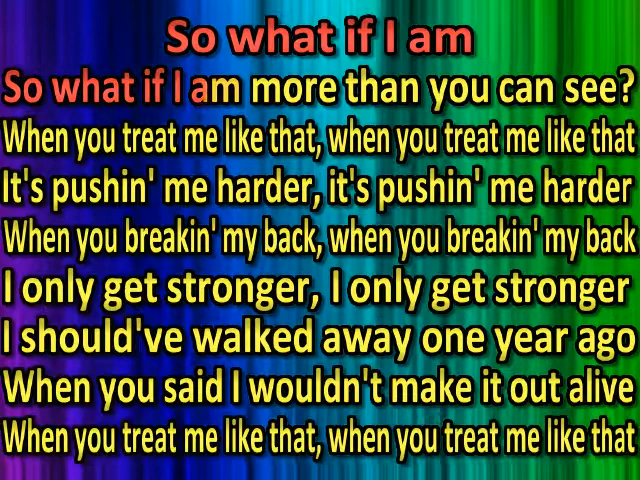 So what if I am
So what if I am more than you can see?
When you treat me like that, when you treat me like that
It's pushin' me harder, it's pushin' me harder
When you breakin' my back, when you breakin' my back
I only get stronger, I only get stronger
I should've walked away one year ago
When you said I wouldn't make it out alive
When you treat me like that, when you treat me like that